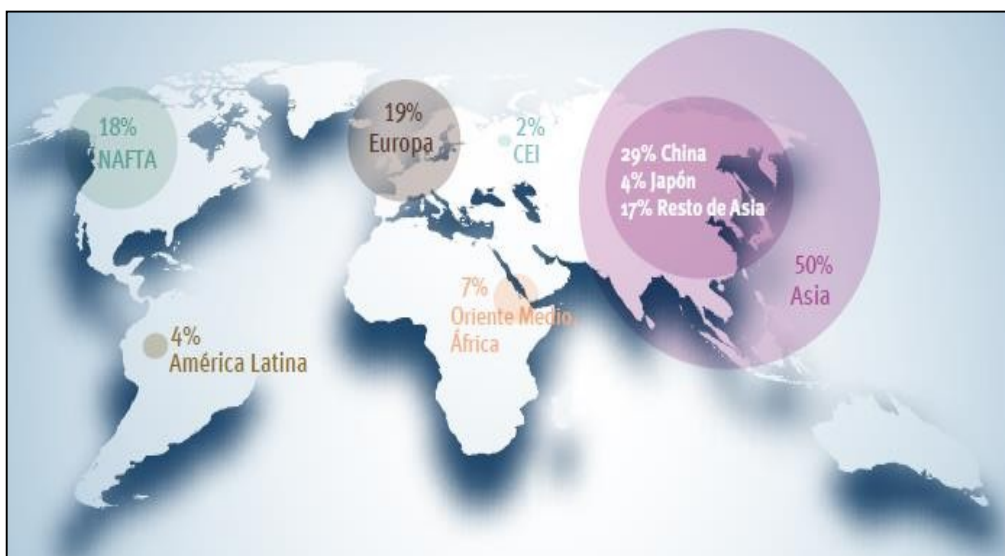 18%
NAFTA
19%
Europa
2%
CEI
29% China
4% Japón
17% Resto de Asia
50%
Asia
7%
Oriente Medio,
África
4%
América Latina